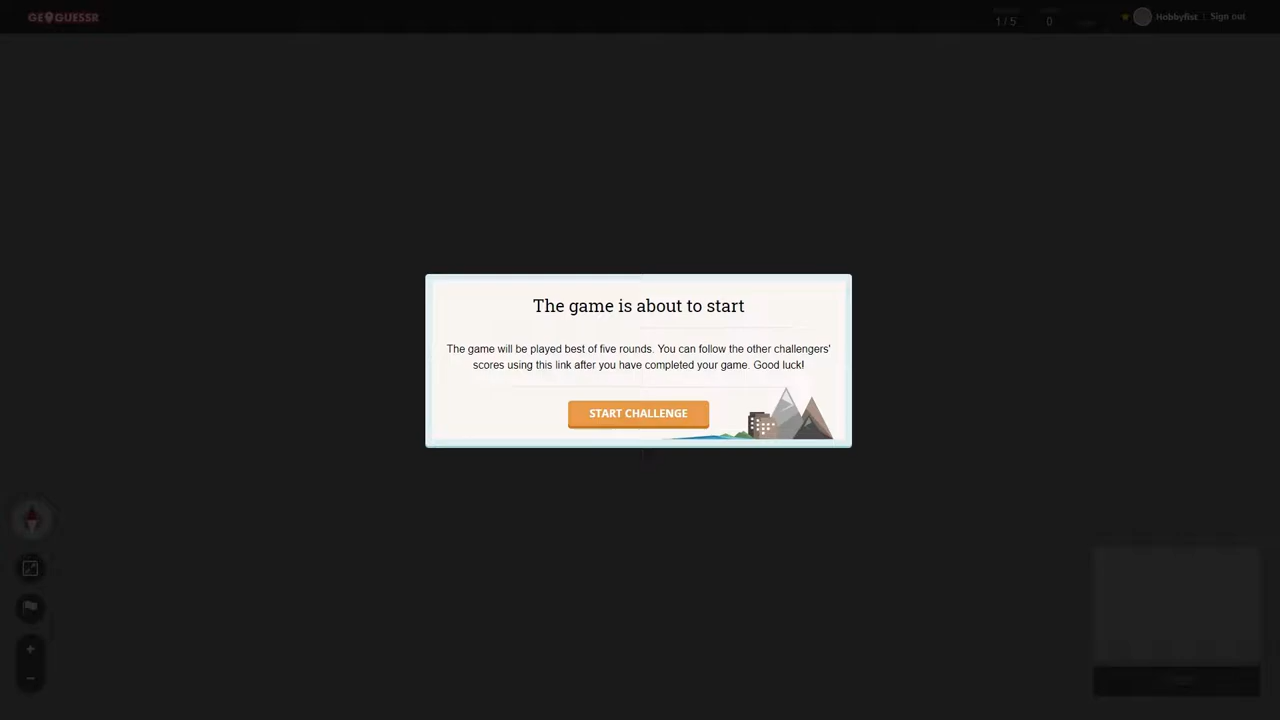 GEOGUESSR
1 / 5
0
Hobbyfist | Sign out
The game is about to start
The game will be played best of five rounds. You can follow the other challengers'
scores using this link after you have completed your game. Good luck!
START CHALLENGE
+
−